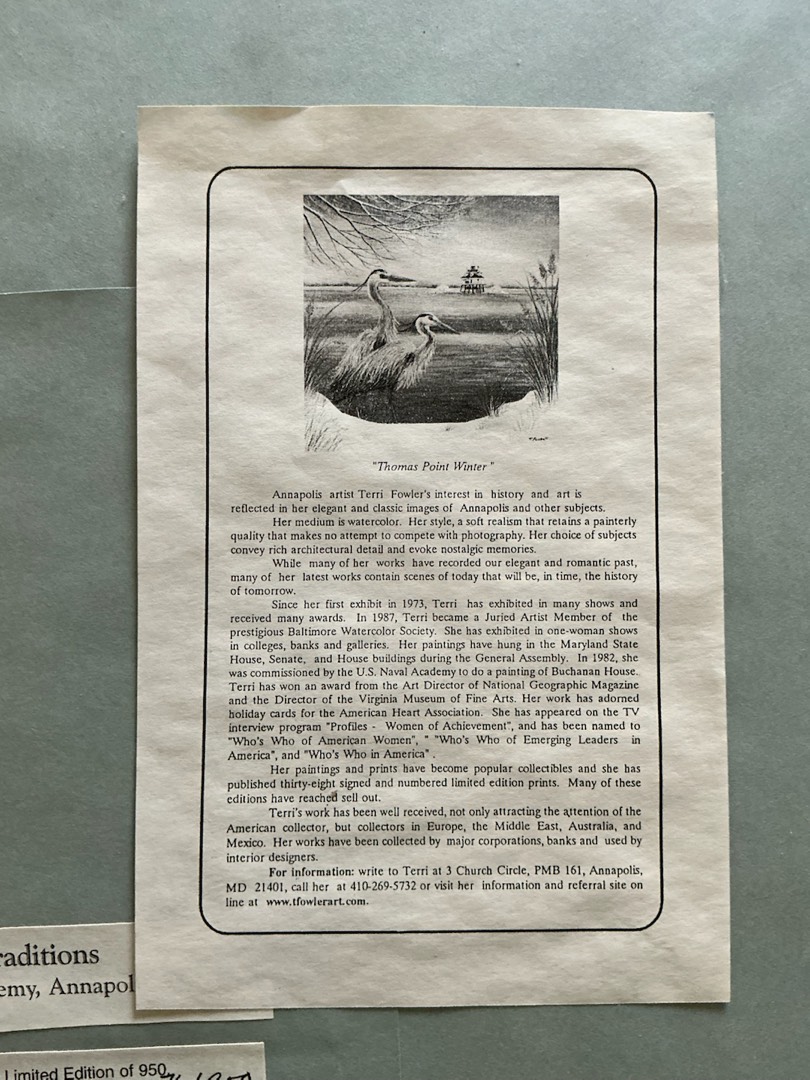 "Thomas Point Winter "
Annapolis artist Terri Fowler's interest in history and art is
reflected in her elegant and classic images of Annapolis and other subjects.
Her medium is watercolor. Her style, a soft realism that retains a painterly
quality that makes no attempt to compete with photography. Her choice of subjects
convey rich architectural detail and evoke nostalgic memories.
While many of her works have recorded our elegant and romantic past,
many of her latest works contain scenes of today that will be, in time, the history
of tomorrow.
Since her first exhibit in 1973, Terri has exhibited in many shows and
received many awards. In 1987, Terri became a Juried Artist Member of the
prestigious Baltimore Watercolor Society. She has exhibited in one-woman shows
in colleges, banks and galleries. Her paintings have hung in the Maryland State
House, Senate, and House buildings during the General Assembly. In 1982, she
was commissioned by the U.S. Naval Academy to do a painting of Buchanan House.
Terri has won an award from the Art Director of National Geographic Magazine
and the Director of the Virginia Museum of Fine Arts. Her work has adorned
holiday cards for the American Heart Association. She has appeared on the TV
interview program "Profiles - Women of Achievement", and has been named to
"Who's Who of American Women", " "Who's Who of Emerging Leaders in
America", and "Who's Who in America" .
Her paintings and prints have become popular collectibles and she has
published thirty-eight signed and numbered limited edition prints. Many of these
editions have reached sell out.
Terri's work has been well received, not only attracting the attention of the
American collector, but collectors in Europe, the Middle East, Australia, and
Mexico. Her works have been collected by major corporations, banks and used by
interior designers.
For information: write to Terri at 3 Church Circle, PMB 161, Annapolis,
MD 21401, call her at 410-269-5732 or visit her information and referral site on
line at www.tfowlerart.com.
raditions
emy, Annapol
Limited Edition of 950